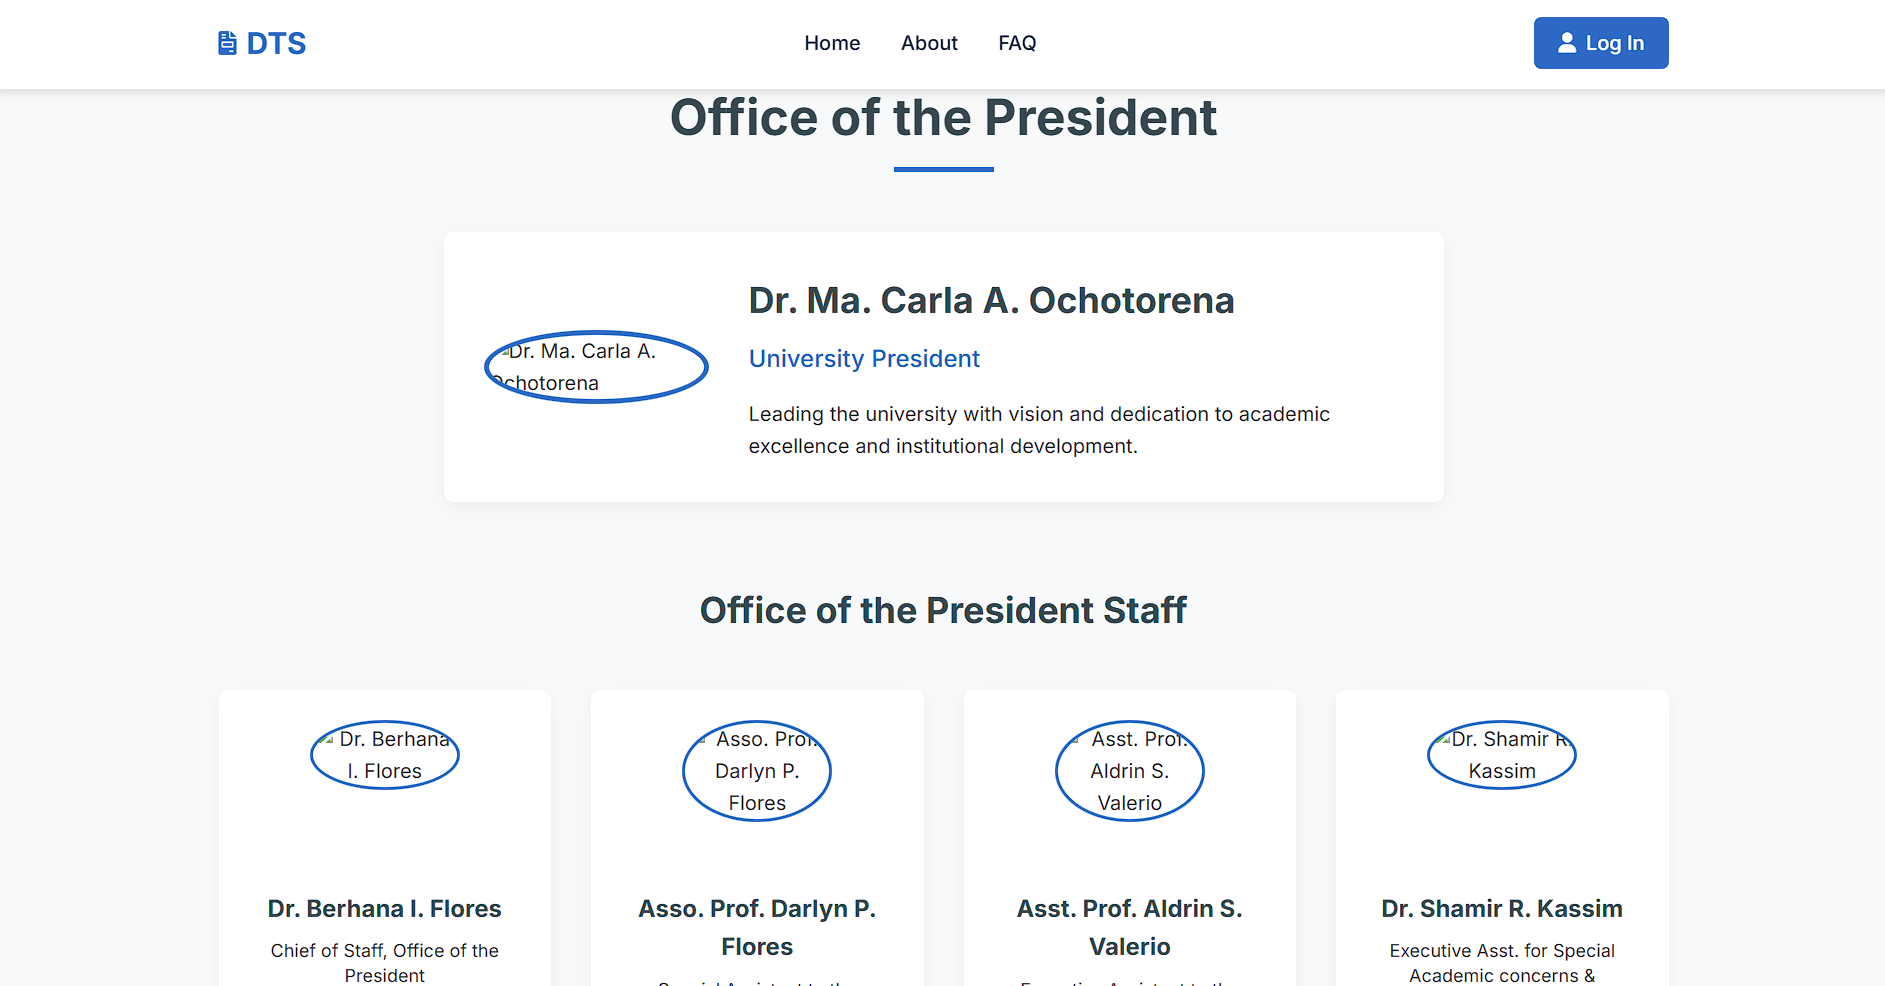 DTS
Home
About
FAQ
Log In
Office of the President
Dr. Ma. Carla A.
Ochotorena
Dr. Ma. Carla A. Ochotorena
University President
Leading the university with vision and dedication to academic
excellence and institutional development.
Office of the President Staff
Dr. Berhana
I. Flores
Dr. Berhana I. Flores
Chief of Staff, Office of the
President
Asso. Prof.
Darlyn P.
Flores
Asso. Prof. Darlyn P.
Flores
Asst. Prof.
Aldrin S.
Valerio
Asst. Prof. Aldrin S.
Valerio
Dr. Shamir R.
Kassim
Dr. Shamir R. Kassim
Executive Asst. for Special
Academic concerns &